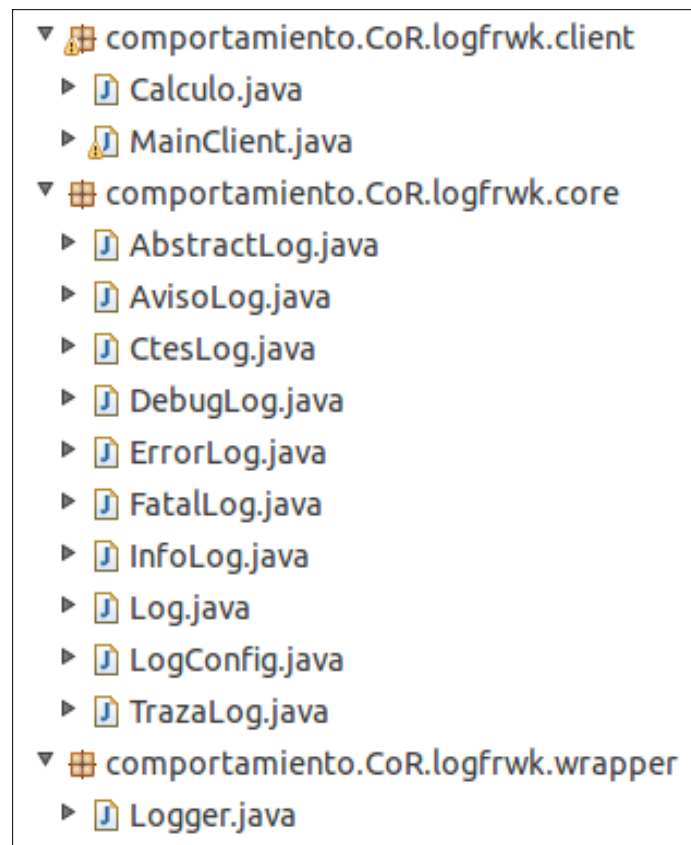 comportamiento.CoR.logfrwk.client
Calculo.java
MainClient.java
comportamiento.CoR.logfrwk.core
AbstractLog.java
AvisoLog.java
CtesLog.java
DebugLog.java
ErrorLog.java
FatalLog.java
InfoLog.java
Log.java
LogConfig.java
TrazaLog.java
comportamiento.CoR.logfrwk.wrapper
Logger.java